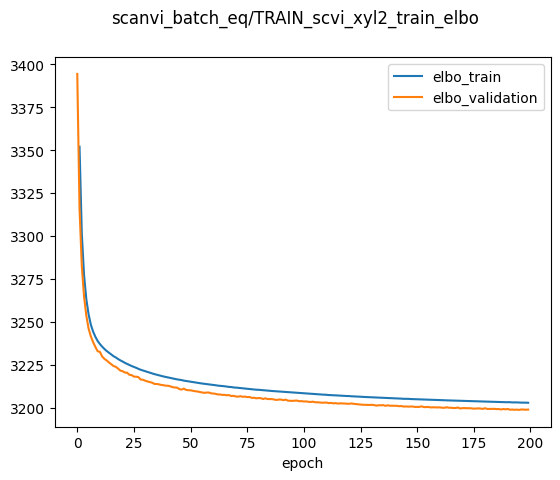 scanvi_batch_eq/TRAIN_scvi_xyl2_train_elbo
3400
3375
3350
3325
3300
3275
3250
3225
3200
elbo_train
elbo_validation
0 25 50 75 100 125 150 175 200
epoch